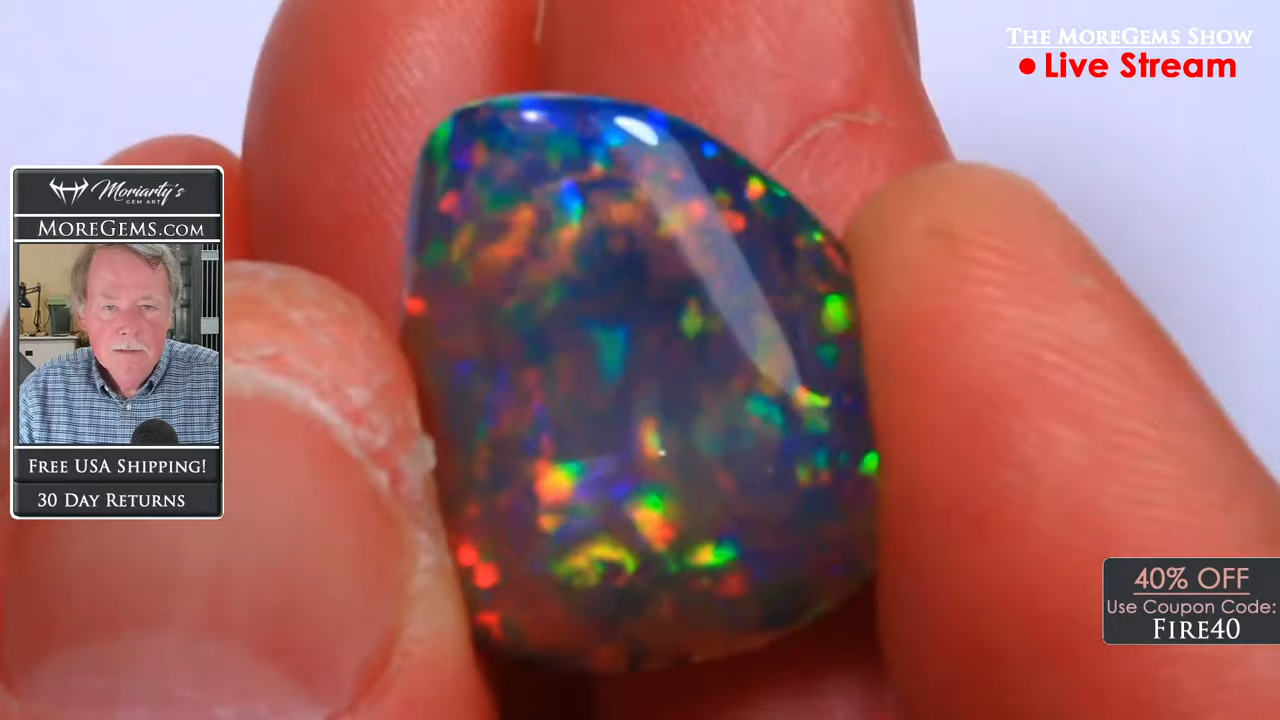 The MoreGems Show
Live Stream
Moriarty's
GEM ART
MoreGems.com
Free USA Shipping!
30 Day Returns
40% OFF
Use Coupon Code:
Fire40